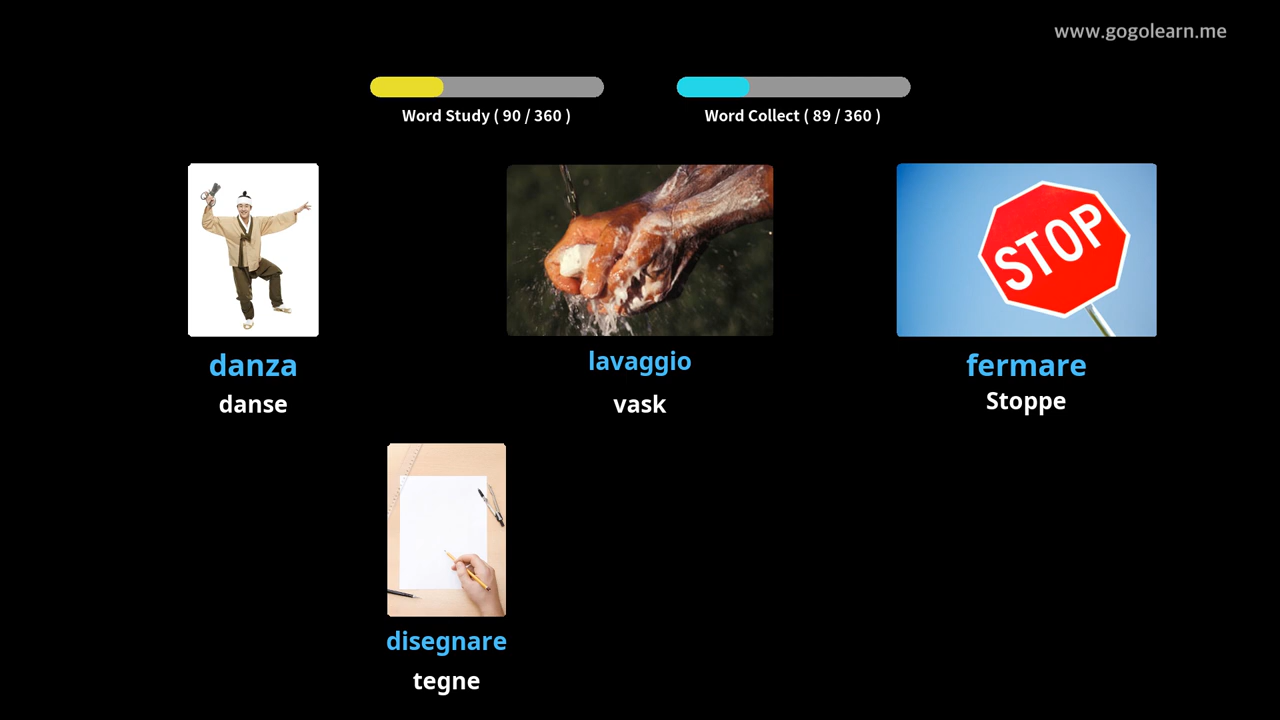 www.gogolearn.me
Word Study ( 90 / 360 )
Word Collect ( 89 / 360 )
STOP
danza
danse
lavaggio
vask
fermare
Stoppe
disegnare
tegne